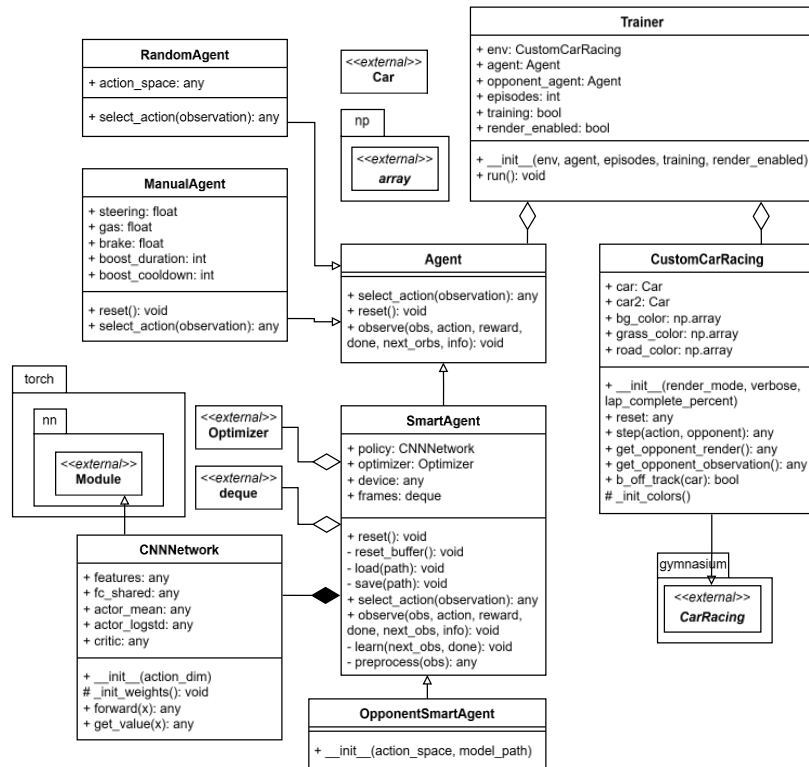 RandomAgent
+ action_space: any
+ select_action(observation): any
<<external>>
Car
np
<<external>>
array
Trainer
+ env: CustomCarRacing
+ agent: Agent
+ opponent_agent: Agent
+ episodes: int
+ training: bool
+ render_enabled: bool
+ __init__(env, agent, episodes, training, render_enabled)
+ run(): void
ManualAgent
+ steering: float
+ gas: float
+ brake: float
+ boost_duration: int
+ boost_cooldown: int
+ reset(): void
+ select_action(observation): any
Agent
+ select_action(observation): any
+ reset(): void
+ observe(obs, action, reward,
done, next_orbs, info): void
CustomCarRacing
+ car: Car
+ car2: Car
+ bg_color: np.array
+ grass_color: np.array
+ road_color: np.array
+ __init__(render_mode, verbose,
lap_complete_percent)
+ reset: any
+ step(action, opponent): any
+ get_opponent_render(): any
+ get_opponent_observation(): any
+ b_off_track(car): bool
# _init_colors()
torch
nn
<<external>>
Module
<<external>>
Optimizer
<<external>>
deque
SmartAgent
+ policy: CNNNetwork
+ optimizer: Optimizer
+ device: any
+ frames: deque
+ reset(): void
- reset_buffer(): void
- load(path): void
- save(path): void
+ select_action(observation): any
+ observe(obs, action, reward,
done, next_obs, info): void
- learn(next_obs, done): void
- preprocess(obs): any
CNNNetwork
+ features: any
+ fc_shared: any
+ actor_mean: any
+ actor_logstd: any
+ critic: any
+ __init__(action_dim)
# _init_weights(): void
+ forward(x): any
+ get_value(x): any
gymnasium
<<external>>
CarRacing
OpponentSmartAgent
+ __init__(action_space, model_path)